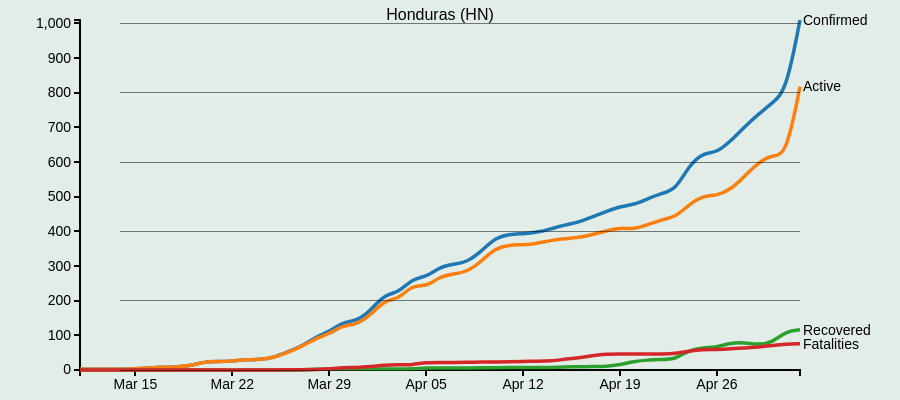 Honduras (HN)
1,000
900
800
700
600
500
400
300
200
100
0
Mar 15 Mar 22 Mar 29 Apr 05 Apr 12 Apr 19 Apr 26
Confirmed
Active
Recovered
Fatalities